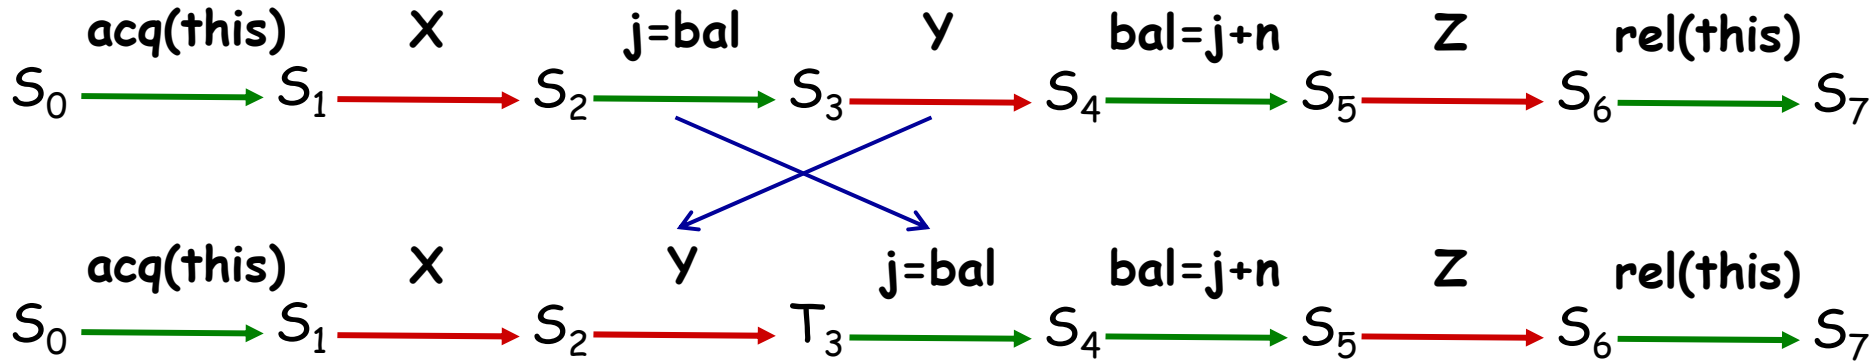 acq(this) X j=bal Y bal=j+n Z rel(this)
S0 S1 S2 S3 S4 S5 S6 S7
acq(this) X Y j=bal bal=j+n Z rel(this)
S0 S1 S2 T3 S4 S5 S6 S7